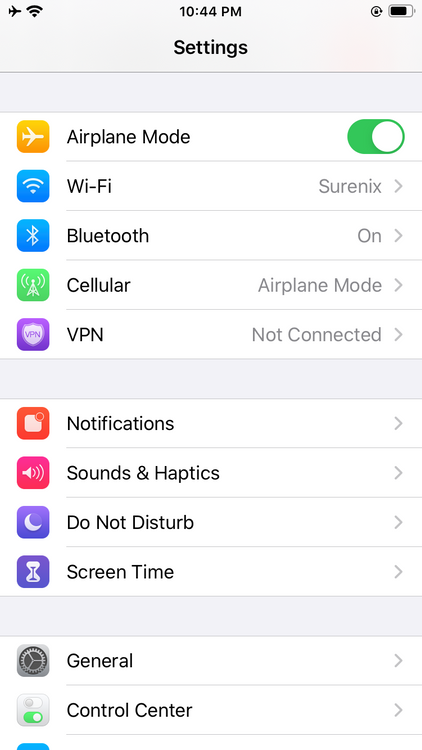 10:44 PM
Settings
Airplane Mode
Wi-Fi Surenix
Bluetooth On
Cellular Airplane Mode
VPN VPN Not Connected
Notifications
Sounds & Haptics
Do Not Disturb
Screen Time
General
Control Center